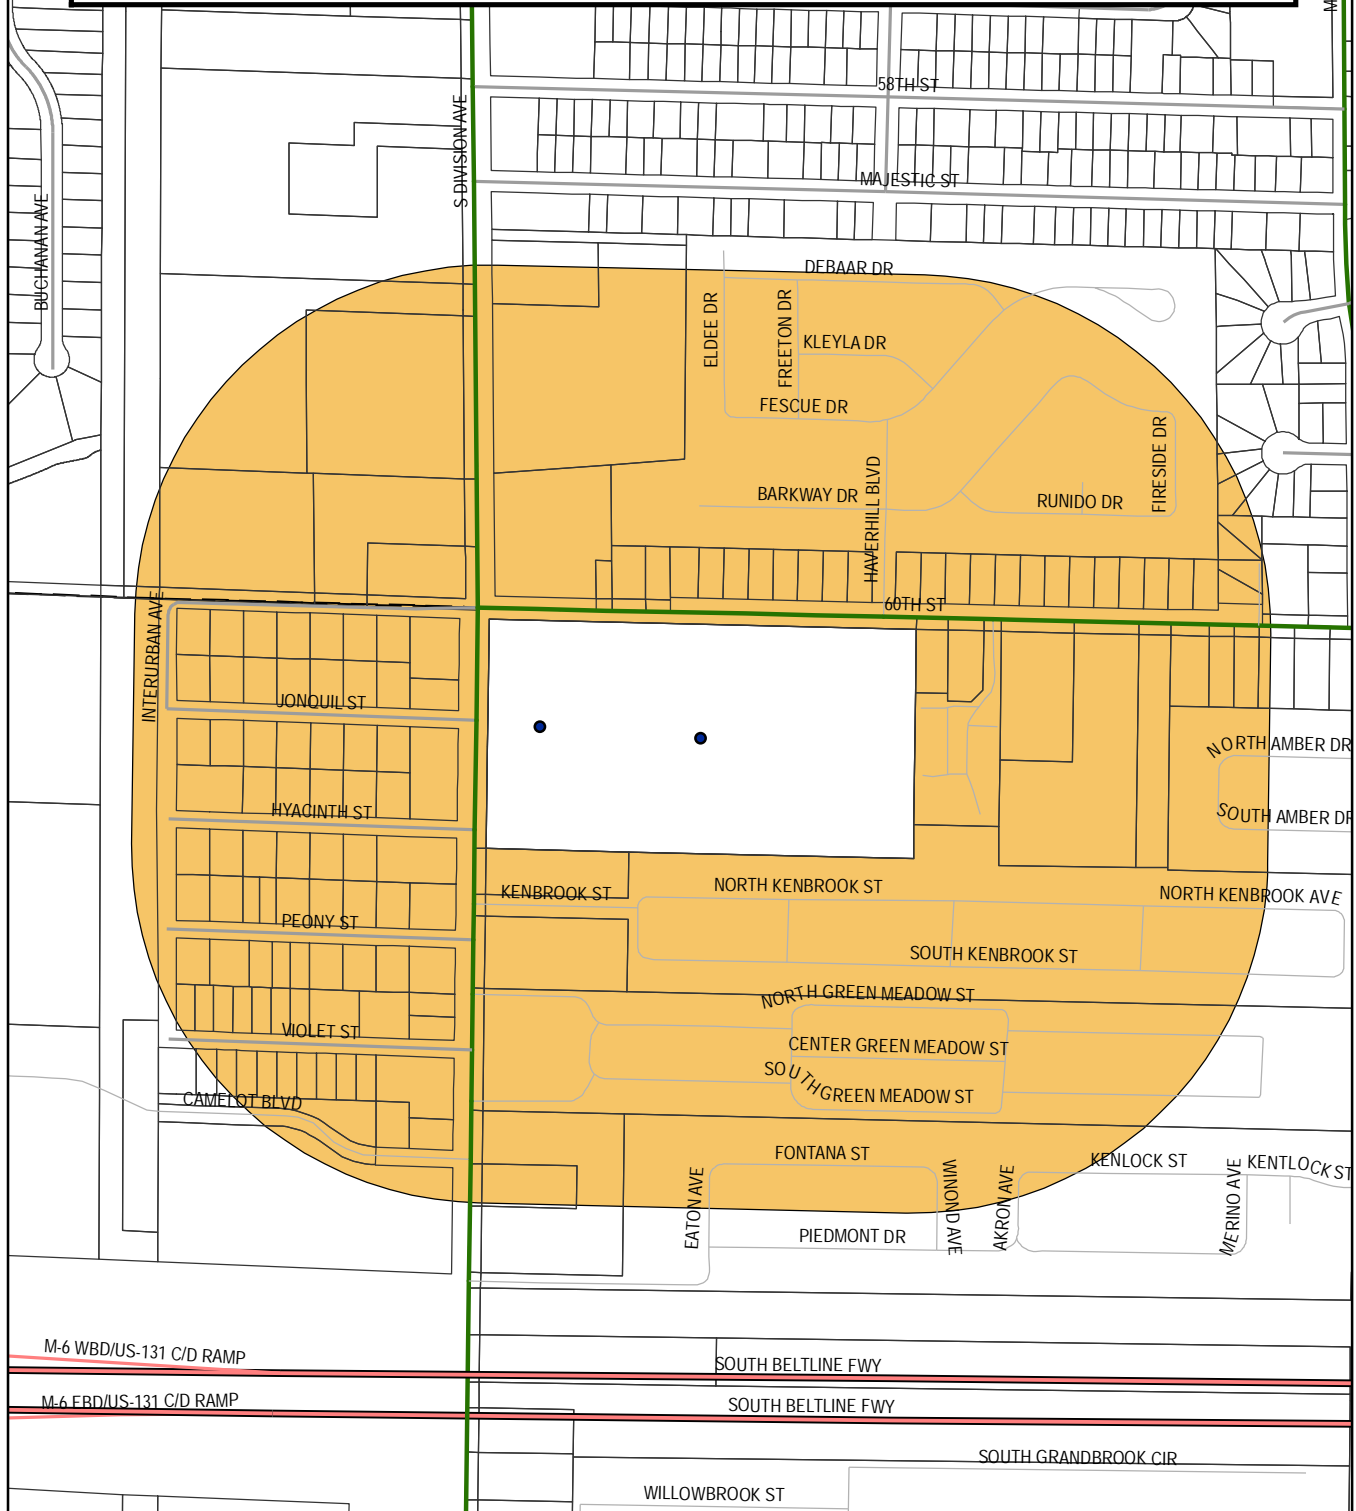 58TH ST
S DIVISION AVE
MAJESTIC ST
BUCHANAN AVE
DEBAAR DR
ELDEE DR
FREETON DR
KLEYLA DR
FESCUE DR
FIRESIDE DR
HAVERHILL BLVD
BARKWAY DR
RUNIDO DR
INTERURBAN AVE
60TH ST
JONQUIL ST
NORTH AMBER DR
HYACINTH ST
SOUTH AMBER DR
KENBROOK ST
NORTH KENBROOK ST
NORTH KENBROOK AVE
PEONY ST
SOUTH KENBROOK ST
NORTH GREEN MEADOW ST
VIOLET ST
CENTER GREEN MEADOW ST
SOUTH GREEN MEADOW ST
CAMELOT BLVD
FONTANA ST
KENLOCK ST
KENTLOCK ST
EATON AVE
WINOND AVE
AKRON AVE
MERINO AVE
PIEDMONT DR
M-6 WBD/US-131 C/D RAMP
SOUTH BELTLINE FWY
M-6 EBD/US-131 C/D RAMP
SOUTH BELTLINE FWY
SOUTH GRANDBROOK CIR
WILLOWBROOK ST